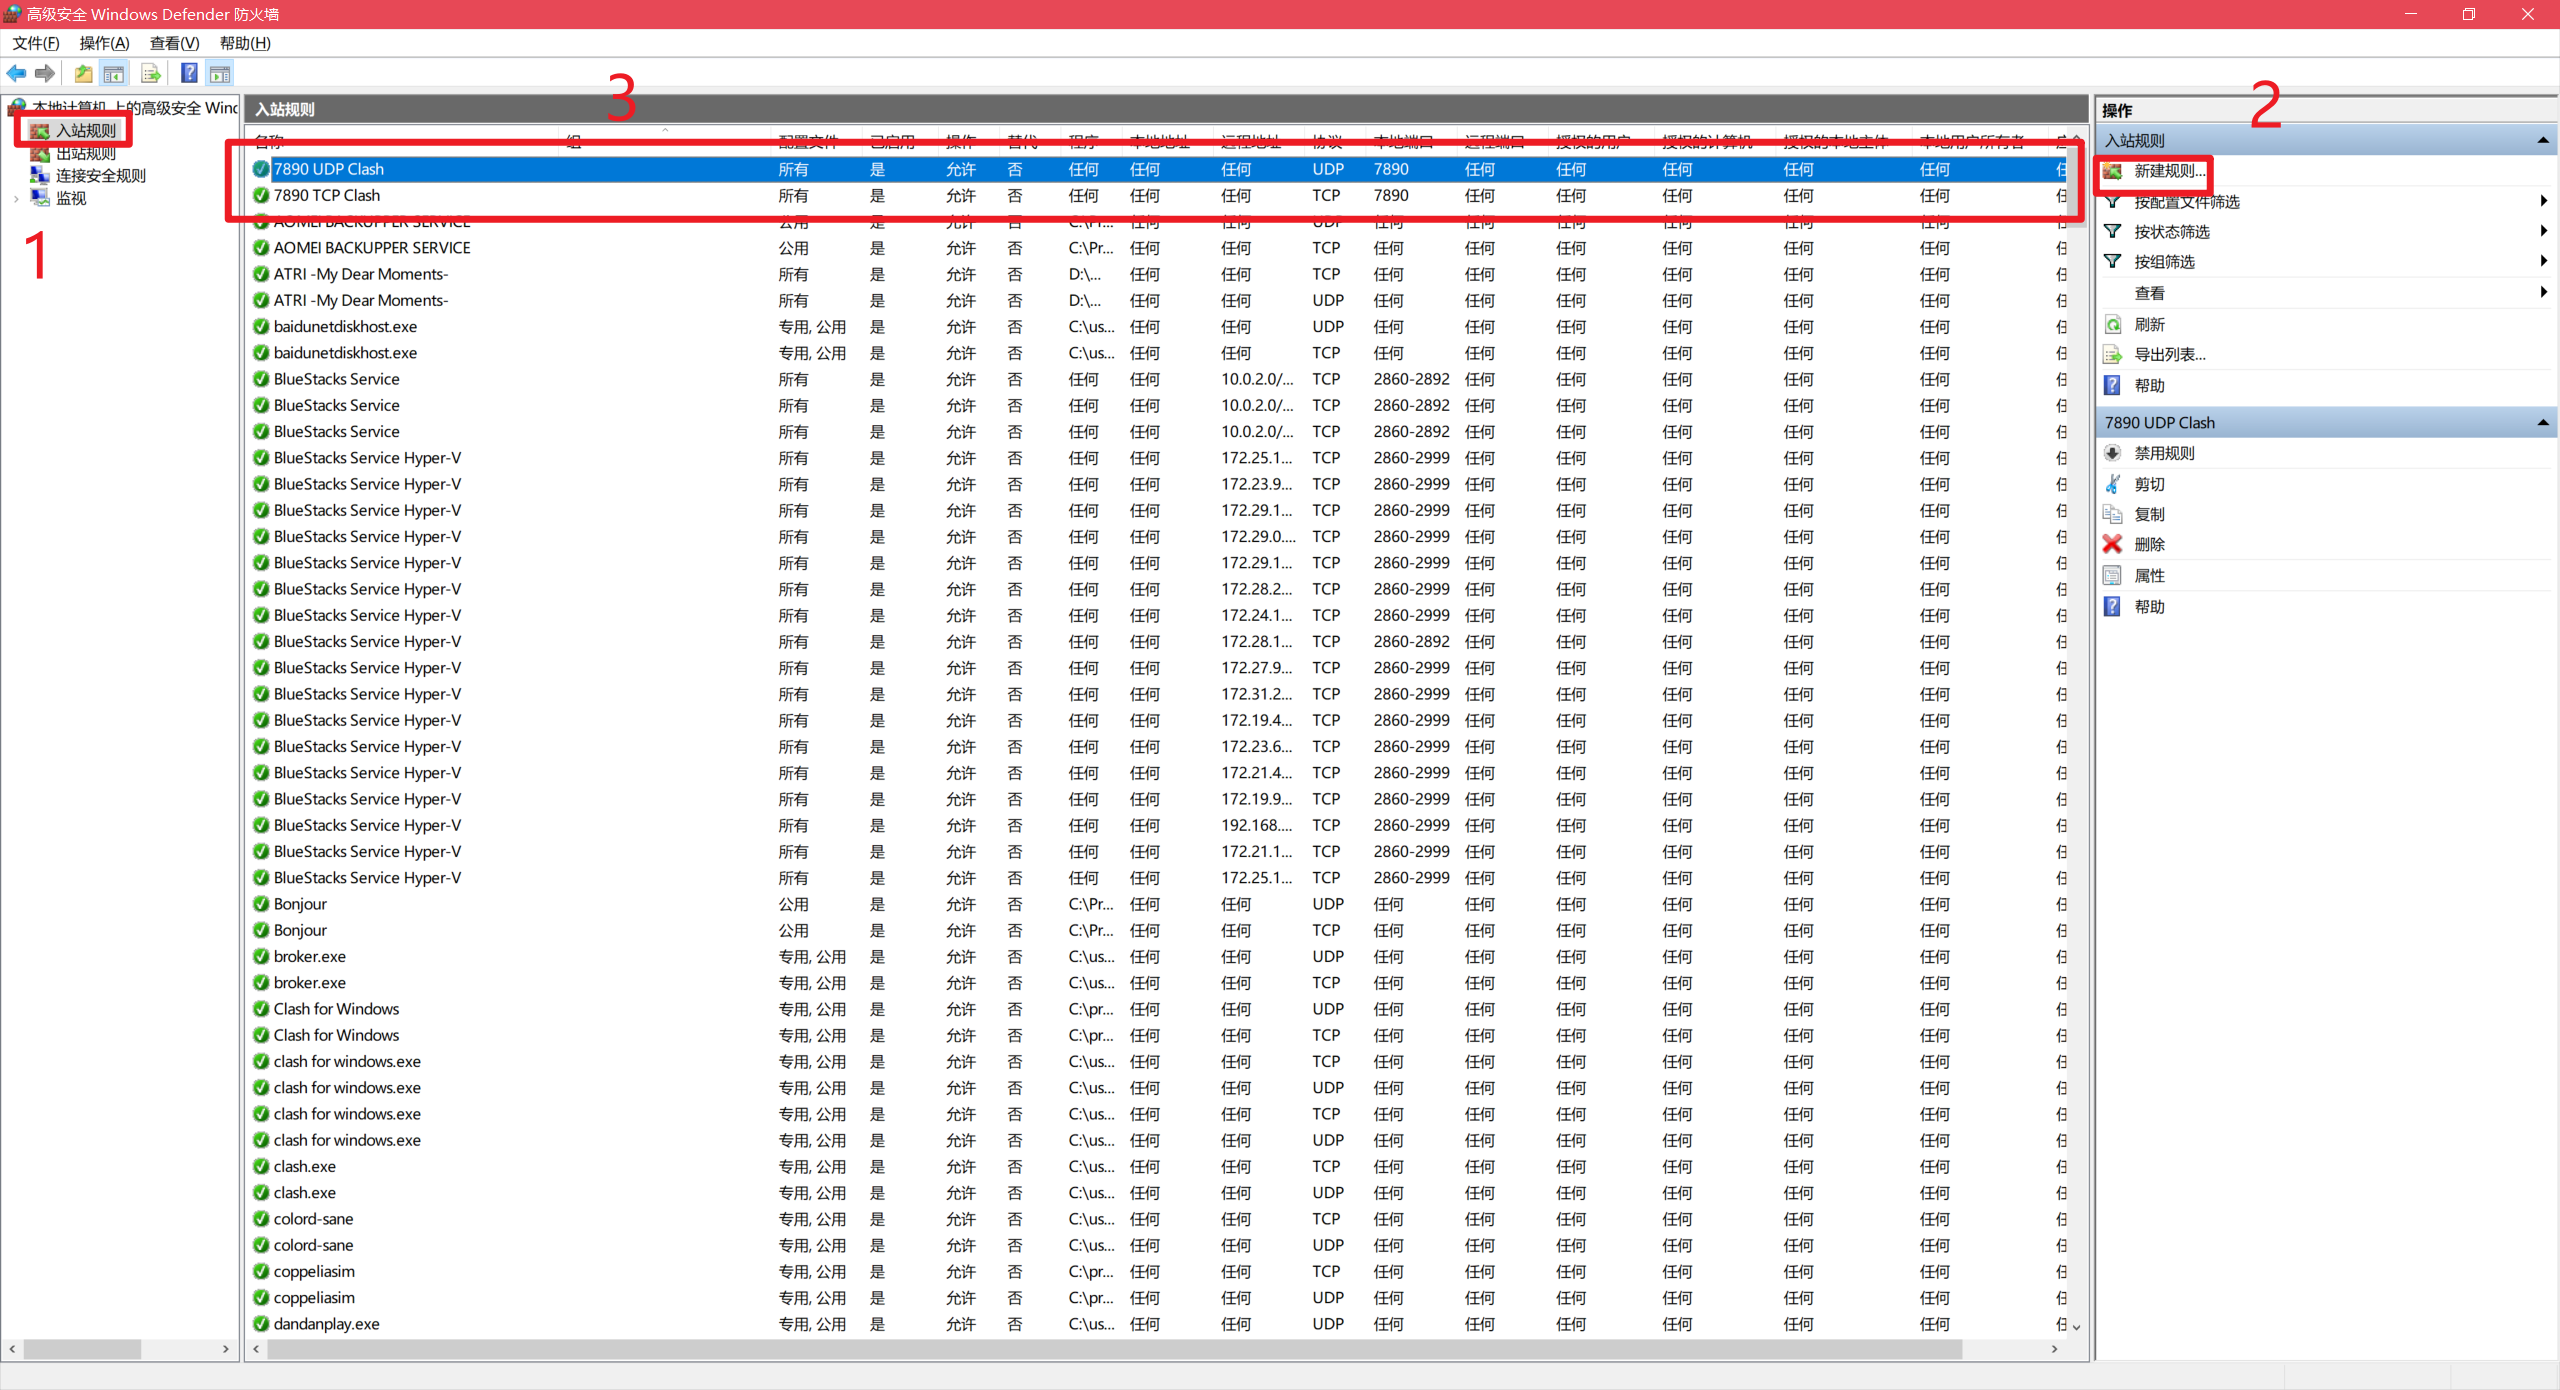 高级安全 Windows Defender 防火墙
文件(F) 操作(A) 查看(V) 帮助(H)
3
2
1
本地计算机 上的高级安全 Wind
入站规则
出站规则
连接安全规则
监视
入站规则
名称 组 配置文件 已启用 操作 替代 程序 本地地址 远程地址 协议 本地端口 远程端口 授权的用户 授权的计算机 授权的本地主体 本地用户所有者
7890 UDP Clash 所有 是 允许 否 任何 任何 任何 UDP 7890 任何 任何 任何 任何 任何 任
7890 TCP Clash 所有 是 允许 否 任何 任何 任何 TCP 7890 任何 任何 任何 任何 任何 任
AOMEI BACKUPPER SERVICE 公用 是 允许 否 C:\Pr... 任何 任何 UDP 任何 任何 任何 任何 任何 任何 任
AOMEI BACKUPPER SERVICE 公用 是 允许 否 C:\Pr... 任何 任何 TCP 任何 任何 任何 任何 任何 任何 任
ATRI -My Dear Moments- 所有 是 允许 否 D:\... 任何 任何 TCP 任何 任何 任何 任何 任何 任何 任
ATRI -My Dear Moments- 所有 是 允许 否 D:\... 任何 任何 UDP 任何 任何 任何 任何 任何 任何 任
baidunetdiskhost.exe 专用, 公用 是 允许 否 C:\us... 任何 任何 UDP 任何 任何 任何 任何 任何 任何 任
baidunetdiskhost.exe 专用, 公用 是 允许 否 C:\us... 任何 任何 TCP 任何 任何 任何 任何 任何 任何 任
BlueStacks Service 所有 是 允许 否 任何 任何 10.0.2.0/... TCP 2860-2892 任何 任何 任何 任何 任何 任
BlueStacks Service 所有 是 允许 否 任何 任何 10.0.2.0/... TCP 2860-2892 任何 任何 任何 任何 任何 任
BlueStacks Service 所有 是 允许 否 任何 任何 10.0.2.0/... TCP 2860-2892 任何 任何 任何 任何 任何 任
BlueStacks Service Hyper-V 所有 是 允许 否 任何 任何 172.25.1... TCP 2860-2999 任何 任何 任何 任何 任何 任
BlueStacks Service Hyper-V 所有 是 允许 否 任何 任何 172.23.9... TCP 2860-2999 任何 任何 任何 任何 任何 任
BlueStacks Service Hyper-V 所有 是 允许 否 任何 任何 172.29.1... TCP 2860-2999 任何 任何 任何 任何 任何 任
BlueStacks Service Hyper-V 所有 是 允许 否 任何 任何 172.29.0.... TCP 2860-2999 任何 任何 任何 任何 任何 任
BlueStacks Service Hyper-V 所有 是 允许 否 任何 任何 172.29.1... TCP 2860-2999 任何 任何 任何 任何 任何 任
BlueStacks Service Hyper-V 所有 是 允许 否 任何 任何 172.28.2... TCP 2860-2999 任何 任何 任何 任何 任何 任
BlueStacks Service Hyper-V 所有 是 允许 否 任何 任何 172.24.1... TCP 2860-2999 任何 任何 任何 任何 任何 任
BlueStacks Service Hyper-V 所有 是 允许 否 任何 任何 172.28.1... TCP 2860-2892 任何 任何 任何 任何 任何 任
BlueStacks Service Hyper-V 所有 是 允许 否 任何 任何 172.27.9... TCP 2860-2999 任何 任何 任何 任何 任何 任
BlueStacks Service Hyper-V 所有 是 允许 否 任何 任何 172.31.2... TCP 2860-2999 任何 任何 任何 任何 任何 任
BlueStacks Service Hyper-V 所有 是 允许 否 任何 任何 172.19.4... TCP 2860-2999 任何 任何 任何 任何 任何 任
BlueStacks Service Hyper-V 所有 是 允许 否 任何 任何 172.23.6... TCP 2860-2999 任何 任何 任何 任何 任何 任
BlueStacks Service Hyper-V 所有 是 允许 否 任何 任何 172.21.4... TCP 2860-2999 任何 任何 任何 任何 任何 任
BlueStacks Service Hyper-V 所有 是 允许 否 任何 任何 172.19.9... TCP 2860-2999 任何 任何 任何 任何 任何 任
BlueStacks Service Hyper-V 所有 是 允许 否 任何 任何 192.168.... TCP 2860-2999 任何 任何 任何 任何 任何 任
BlueStacks Service Hyper-V 所有 是 允许 否 任何 任何 172.21.1... TCP 2860-2999 任何 任何 任何 任何 任何 任
BlueStacks Service Hyper-V 所有 是 允许 否 任何 任何 172.25.1... TCP 2860-2999 任何 任何 任何 任何 任何 任
Bonjour 公用 是 允许 否 C:\Pr... 任何 任何 UDP 任何 任何 任何 任何 任何 任何 任
Bonjour 公用 是 允许 否 C:\Pr... 任何 任何 TCP 任何 任何 任何 任何 任何 任何 任
broker.exe 专用, 公用 是 允许 否 C:\us... 任何 任何 UDP 任何 任何 任何 任何 任何 任何 任
broker.exe 专用, 公用 是 允许 否 C:\us... 任何 任何 TCP 任何 任何 任何 任何 任何 任何 任
Clash for Windows 专用, 公用 是 允许 否 C:\pr... 任何 任何 UDP 任何 任何 任何 任何 任何 任何 任
Clash for Windows 专用, 公用 是 允许 否 C:\pr... 任何 任何 TCP 任何 任何 任何 任何 任何 任何 任
clash for windows.exe 专用, 公用 是 允许 否 C:\us... 任何 任何 TCP 任何 任何 任何 任何 任何 任何 任
clash for windows.exe 专用, 公用 是 允许 否 C:\us... 任何 任何 UDP 任何 任何 任何 任何 任何 任何 任
clash for windows.exe 专用, 公用 是 允许 否 C:\us... 任何 任何 TCP 任何 任何 任何 任何 任何 任何 任
clash for windows.exe 专用, 公用 是 允许 否 C:\us... 任何 任何 UDP 任何 任何 任何 任何 任何 任何 任
clash.exe 专用, 公用 是 允许 否 C:\us... 任何 任何 TCP 任何 任何 任何 任何 任何 任何 任
clash.exe 专用, 公用 是 允许 否 C:\us... 任何 任何 UDP 任何 任何 任何 任何 任何 任何 任
colord-sane 专用, 公用 是 允许 否 C:\us... 任何 任何 TCP 任何 任何 任何 任何 任何 任何 任
colord-sane 专用, 公用 是 允许 否 C:\us... 任何 任何 UDP 任何 任何 任何 任何 任何 任何 任
coppeliasim 专用, 公用 是 允许 否 C:\pr... 任何 任何 TCP 任何 任何 任何 任何 任何 任何 任
coppeliasim 专用, 公用 是 允许 否 C:\pr... 任何 任何 UDP 任何 任何 任何 任何 任何 任何 任
dandanplay.exe 专用, 公用 是 允许 否 C:\us... 任何 任何 UDP 任何 任何 任何 任何 任何 任何 任
操作
入站规则
新建规则...
按配置文件筛选
按状态筛选
按组筛选
查看
刷新
导出列表...
帮助
7890 UDP Clash
禁用规则
剪切
复制
删除
属性
帮助